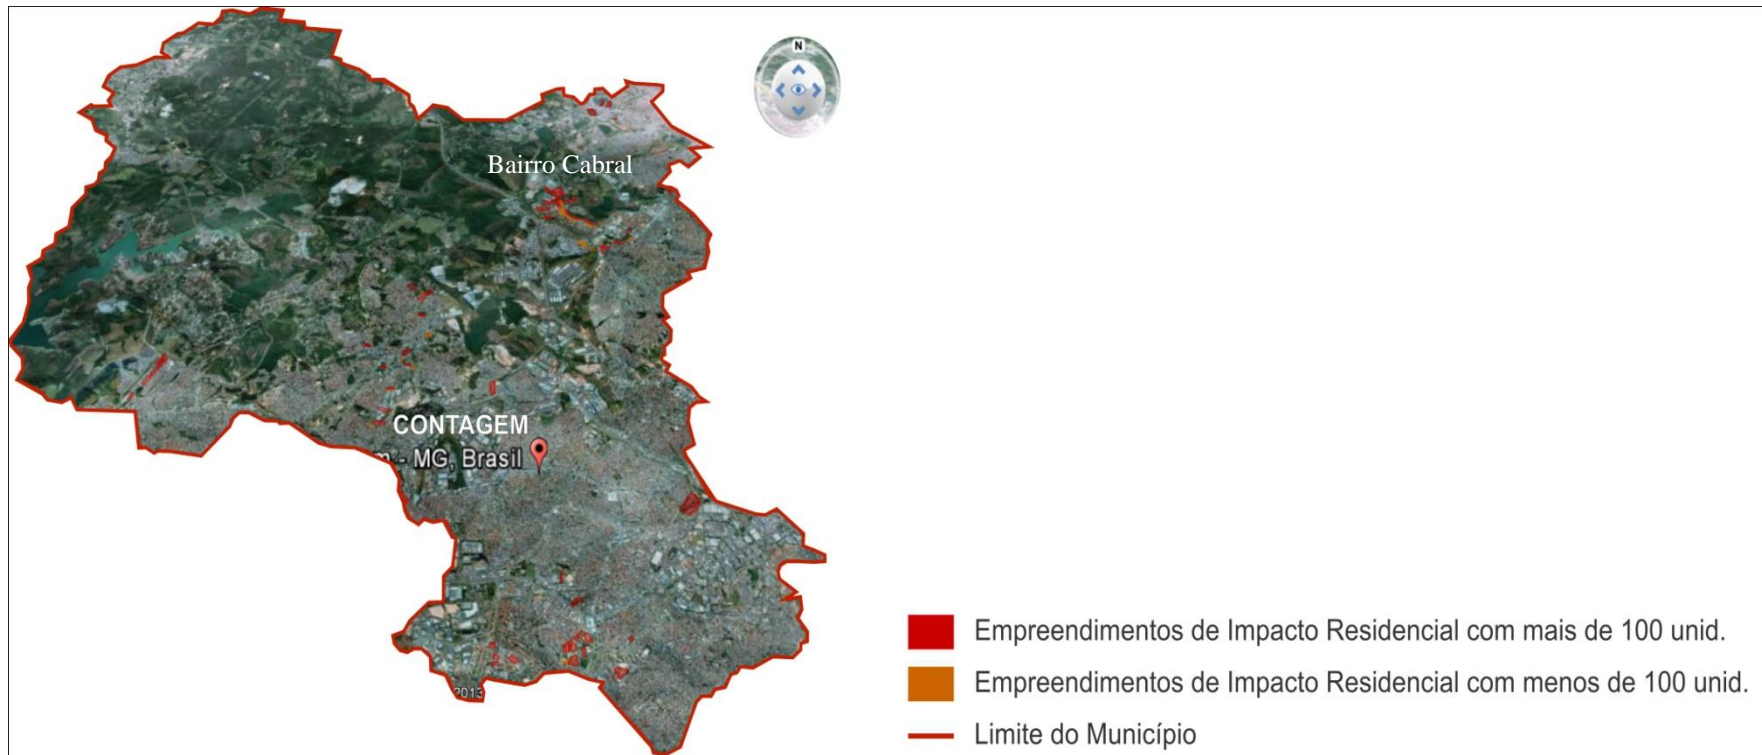 N
Bairro Cabral
CONTAGEM
m - MG, Brasil
2013
Empreendimentos de Impacto Residencial com mais de 100 unid.
Empreendimentos de Impacto Residencial com menos de 100 unid.
Limite do Município